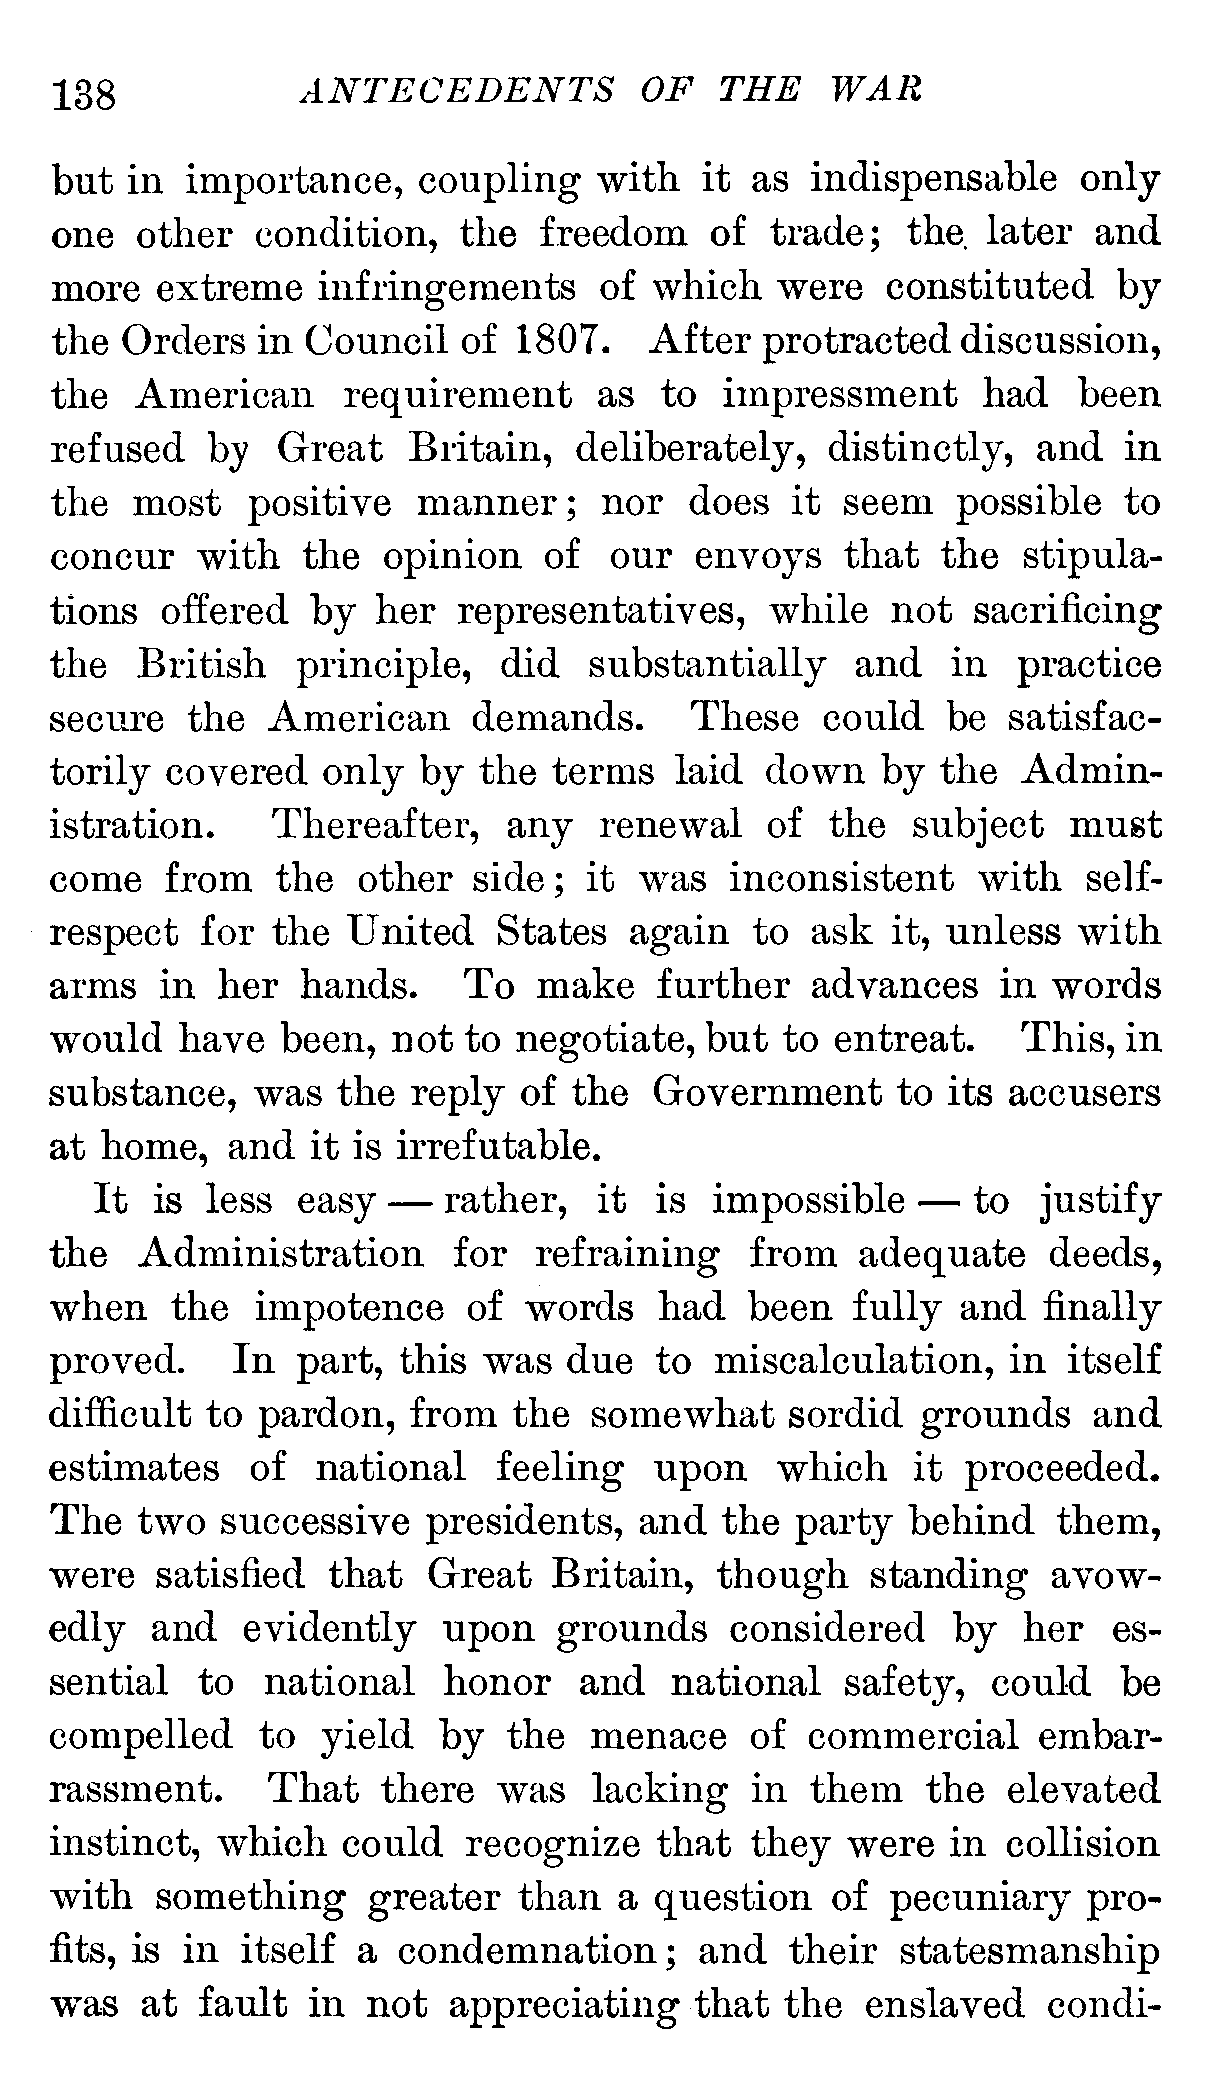 138 ANTECEDENTS OF THE WAR
but in importance, coupling with it as indispensable only
one other condition, the freedom of trade; the later and
more extreme infringements of which were constituted by
the Orders in Council of 1807. After protracted discussion,
the American requirement as to impressment had been
refused by Great Britain, deliberately, distinctly, and in
the most positive manner; nor does it seem possible to
concur with the opinion of our envoys that the stipula-
tions offered by her representatives, while not sacrificing
the British principle, did substantially and in practice
secure the American demands. These could be satisfac-
torily covered only by the terms laid down by the Admin-
istration. Thereafter, any renewal of the subject must
come from the other side; it was inconsistent with self-
respect for the United States again to ask it, unless with
arms in her hands. To make further advances in words
would have been, not to negotiate, but to entreat. This, in
substance, was the reply of the Government to its accusers
at home, and it is irrefutable.
It is less easy — rather, it is impossible — to justify
the Administration for refraining from adequate deeds,
when the impotence of words had been fully and finally
proved. In part, this was due to miscalculation, in itself
difficult to pardon, from the somewhat sordid grounds and
estimates of national feeling upon which it proceeded.
The two successive presidents, and the party behind them,
were satisfied that Great Britain, though standing avow-
edly and evidently upon grounds considered by her es-
sential to national honor and national safety, could be
compelled to yield by the menace of commercial embar-
rassment. That there was lacking in them the elevated
instinct, which could recognize that they were in collision
with something greater than a question of pecuniary pro-
fits, is in itself a condemnation; and their statesmanship
was at fault in not appreciating that the enslaved condi-